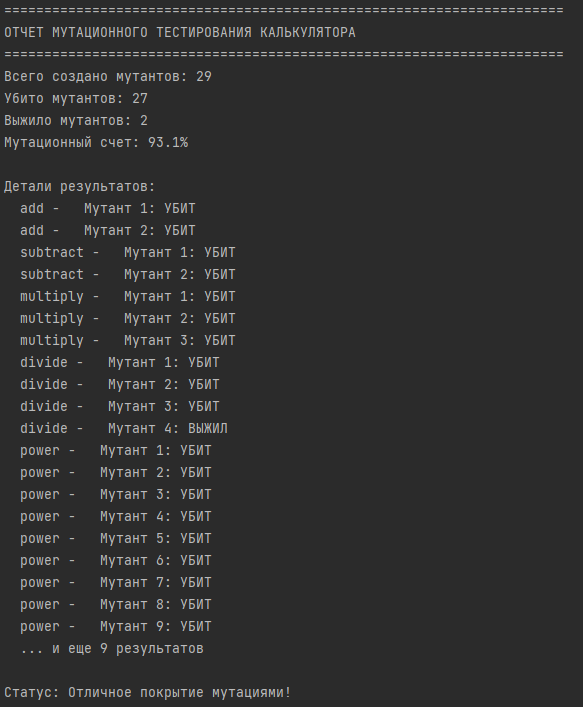 ======================================================================
ОТЧЕТ МУТАЦИОННОГО ТЕСТИРОВАНИЯ КАЛЬКУЛЯТОРА
======================================================================
Всего создано мутантов: 29
Убито мутантов: 27
Выжило мутантов: 2
Мутационный счет: 93.1%

Детали результатов:
  add -   Мутант 1: УБИТ
  add -   Мутант 2: УБИТ
  subtract -   Мутант 1: УБИТ
  subtract -   Мутант 2: УБИТ
  multiply -   Мутант 1: УБИТ
  multiply -   Мутант 2: УБИТ
  multiply -   Мутант 3: УБИТ
  divide -   Мутант 1: УБИТ
  divide -   Мутант 2: УБИТ
  divide -   Мутант 3: УБИТ
  divide -   Мутант 4: ВЫЖИЛ
  power -   Мутант 1: УБИТ
  power -   Мутант 2: УБИТ
  power -   Мутант 3: УБИТ
  power -   Мутант 4: УБИТ
  power -   Мутант 5: УБИТ
  power -   Мутант 6: УБИТ
  power -   Мутант 7: УБИТ
  power -   Мутант 8: УБИТ
  power -   Мутант 9: УБИТ
  ... и еще 9 результатов

Статус: Отличное покрытие мутациями!